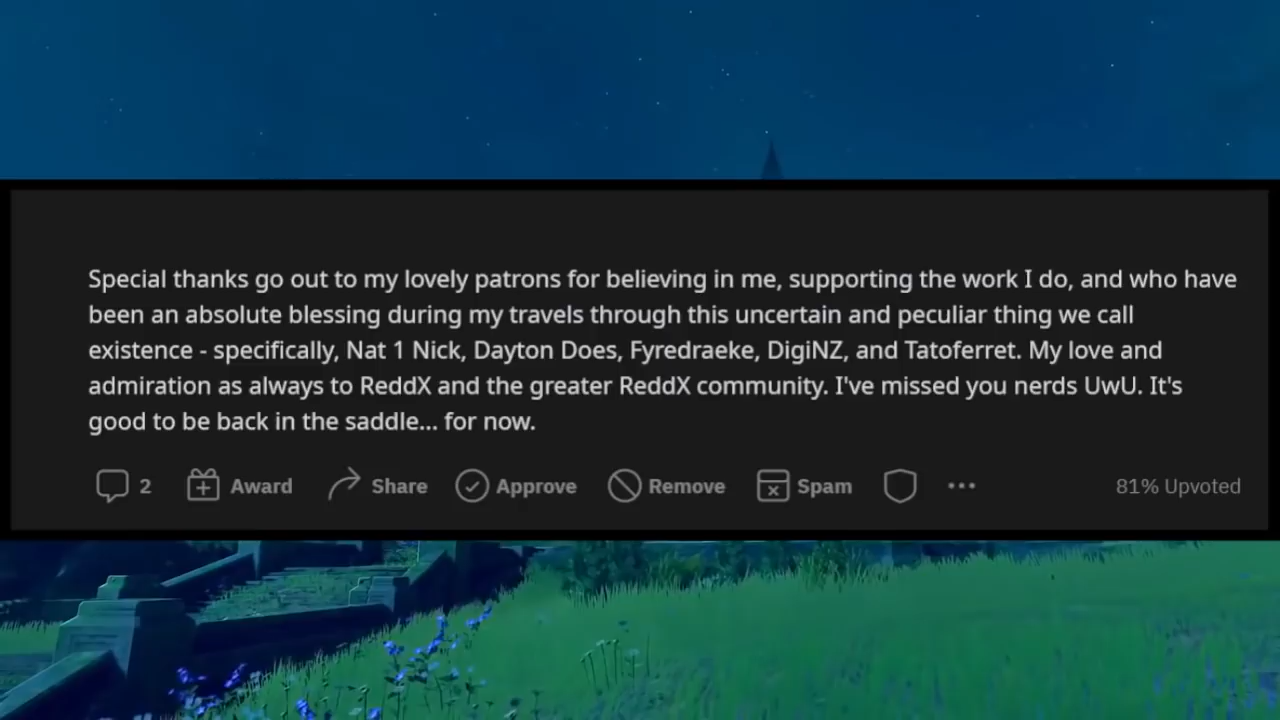 Special thanks go out to my lovely patrons for believing in me, supporting the work I do, and who have
been an absolute blessing during my travels through this uncertain and peculiar thing we call
existence - specifically, Nat 1 Nick, Dayton Does, Fyredraeke, DigiNZ, and Tatoferret. My love and
admiration as always to ReddX and the greater ReddX community. I've missed you nerds UwU. It's
good to be back in the saddle... for now.
2 Award Share Approve Remove Spam ... 81% Upvoted